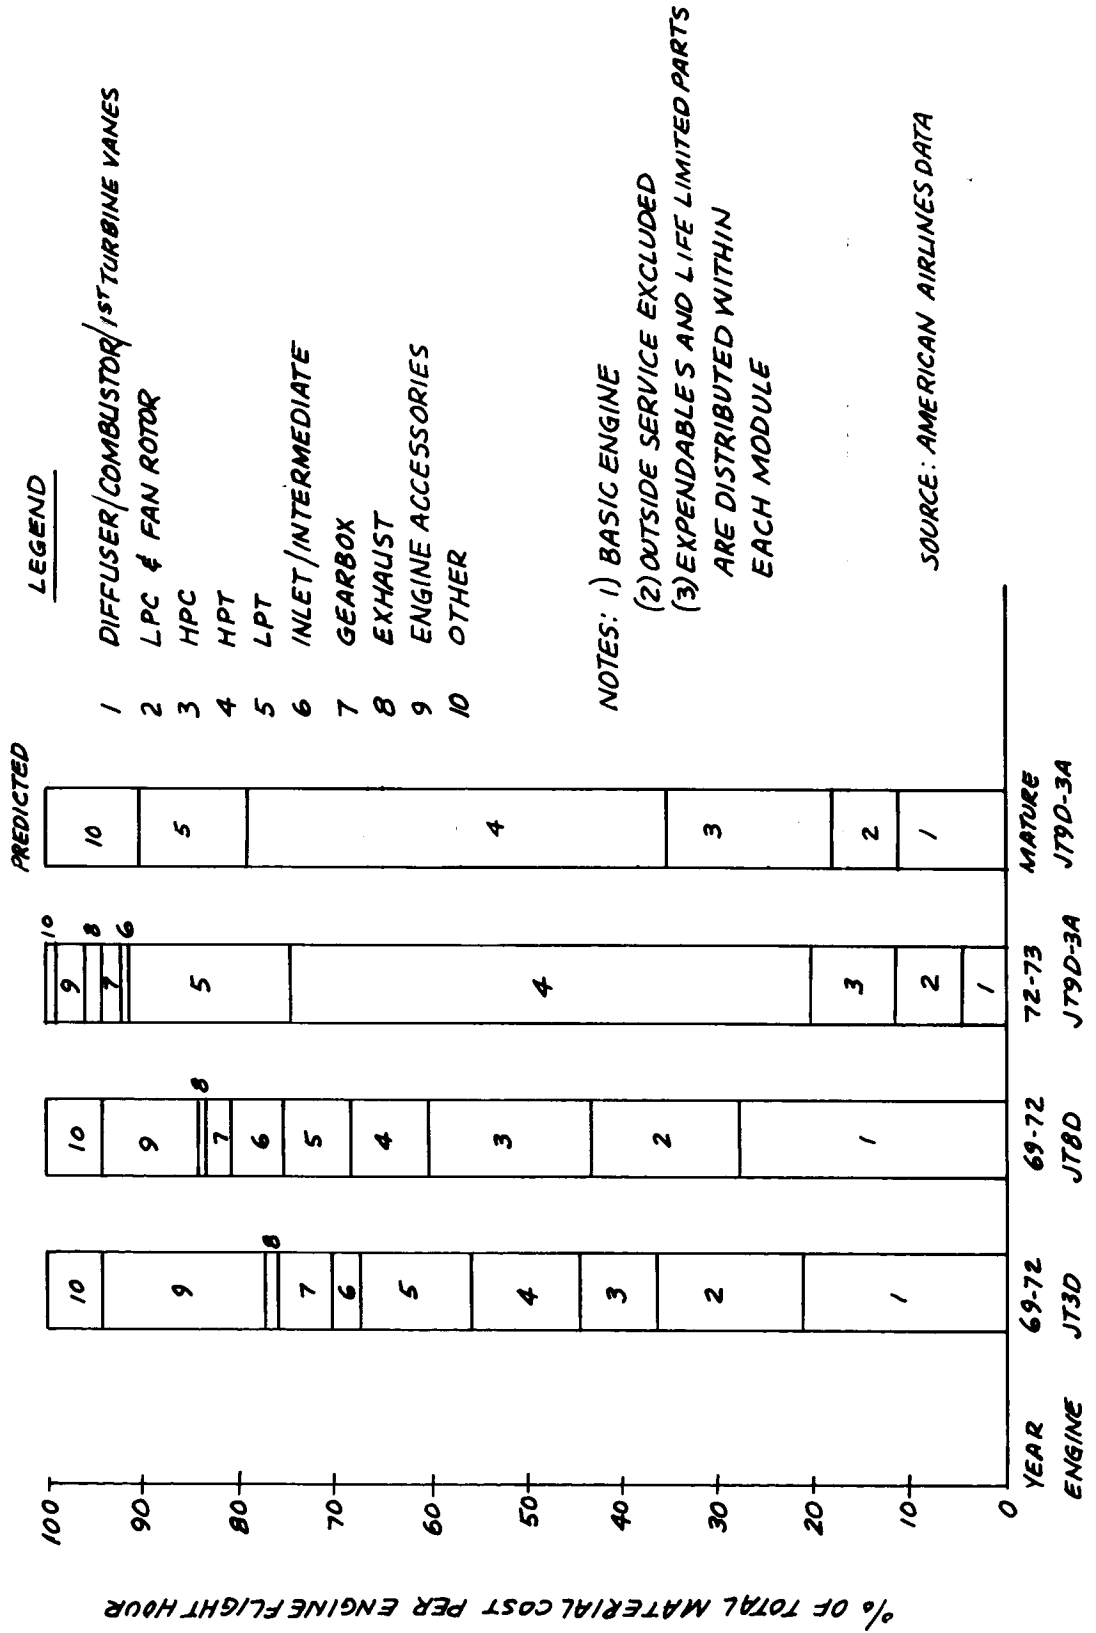 % OF TOTAL MATERIAL COST PER ENGINE FLIGHT HOUR
100
90
80
70
60
50
40
30
20
10
0
YEAR
ENGINE
10
9
8
7
6
5
4
3
2
1
69-72
JT3D
10
9
8
7
6
5
4
3
2
1
69-72
JT8D
10
9
8
7
6
5
4
3
2
1
72-73
JT9D-3A
PREDICTED
10
5
4
3
2
1
MATURE
JT9D-3A
LEGEND
1 DIFFUSER/COMBUSTOR/1ST TURBINE VANES
2 LPC & FAN ROTOR
3 HPC
4 HPT
5 LPT
6 INLET/INTERMEDIATE
7 GEARBOX
8 EXHAUST
9 ENGINE ACCESSORIES
10 OTHER
NOTES: 1) BASIC ENGINE
(2) OUTSIDE SERVICE EXCLUDED
(3) EXPENDABLES AND LIFE LIMITED PARTS
ARE DISTRIBUTED WITHIN
EACH MODULE
SOURCE: AMERICAN AIRLINES DATA